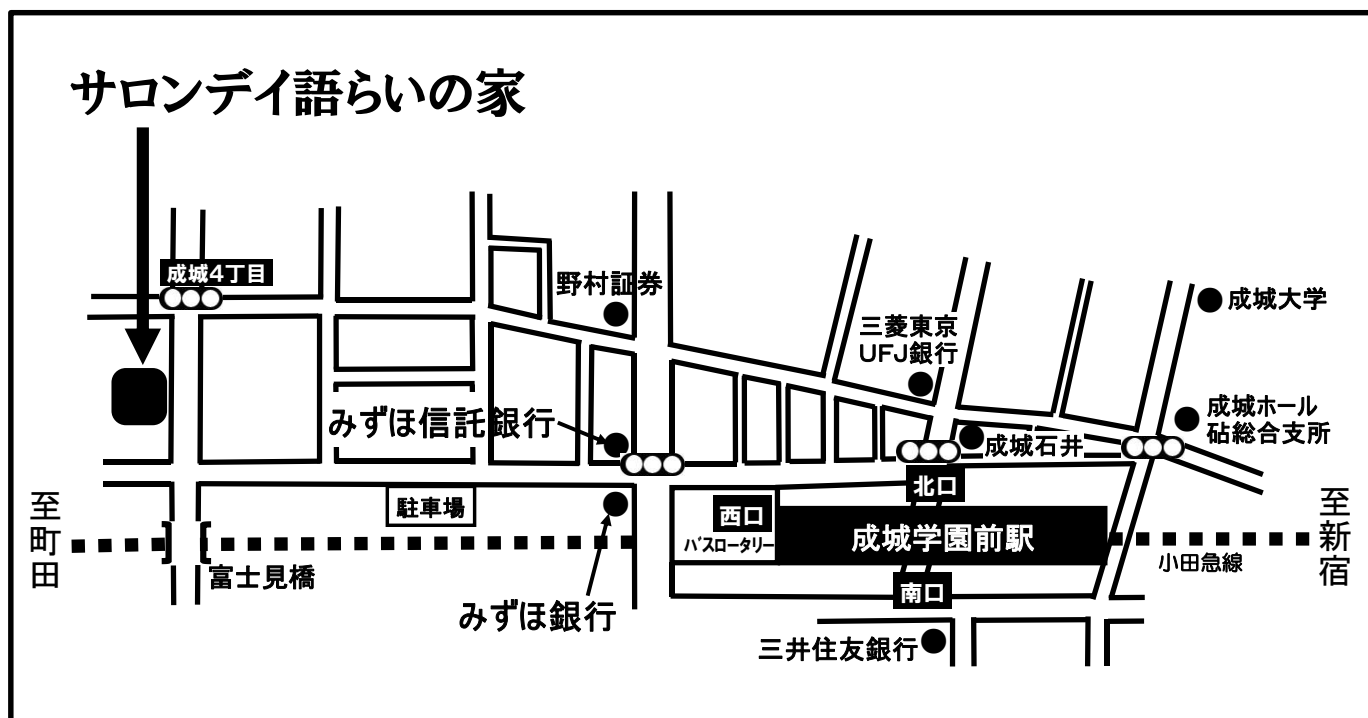 サロンデイ語らいの家
成城4丁目
野村証券
三菱東京
UFJ銀行
成城大学
成城ホール
砧総合支所
みずほ信託銀行
成城石井
北口
至町田
駐車場
西口
バスロータリー
成城学園前駅
至新宿
小田急線
富士見橋
南口
みずほ銀行
三井住友銀行